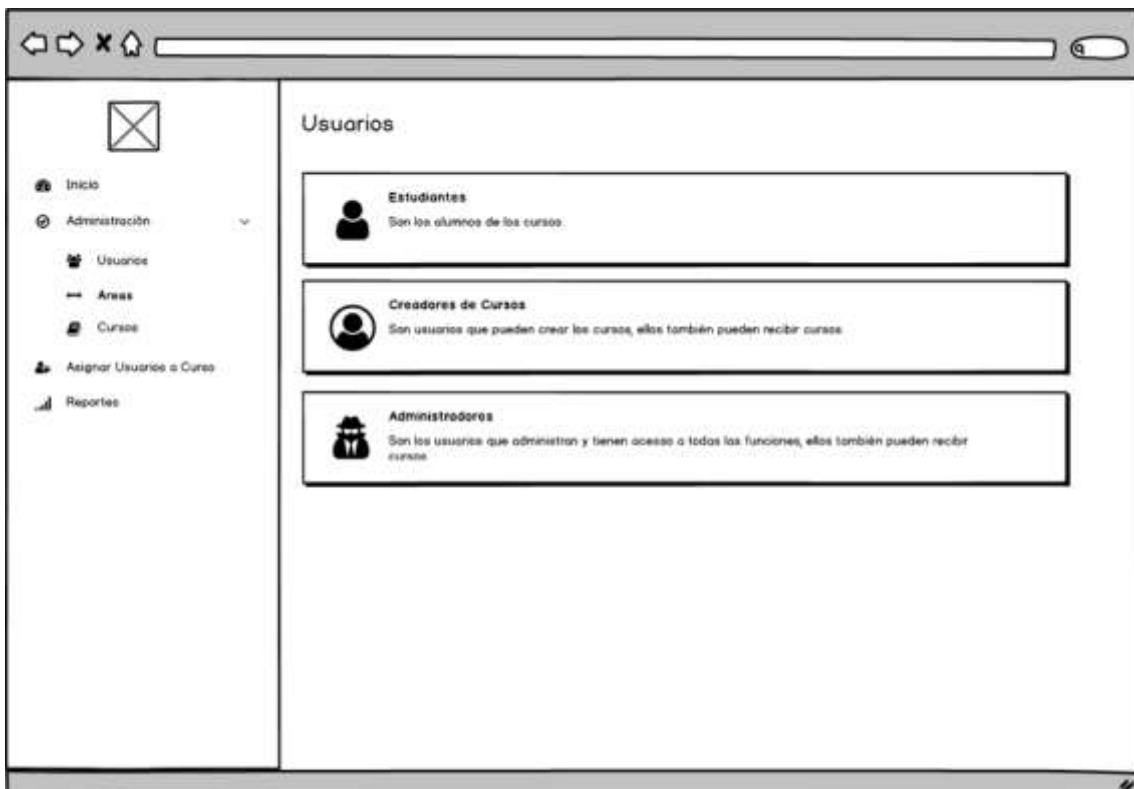 Usuarios
Inicio
Administración
Usuarios
Areas
Cursos
Asignar Usuarios a Curso
Reportes
Estudiantes
Son los alumnos de los cursos.
Creadores de Cursos
Son usuarios que pueden crear los cursos, ellos también pueden recibir cursos.
Administradores
Son los usuarios que administran y tienen acceso a todas las funciones, ellos también pueden recibir
cursos.